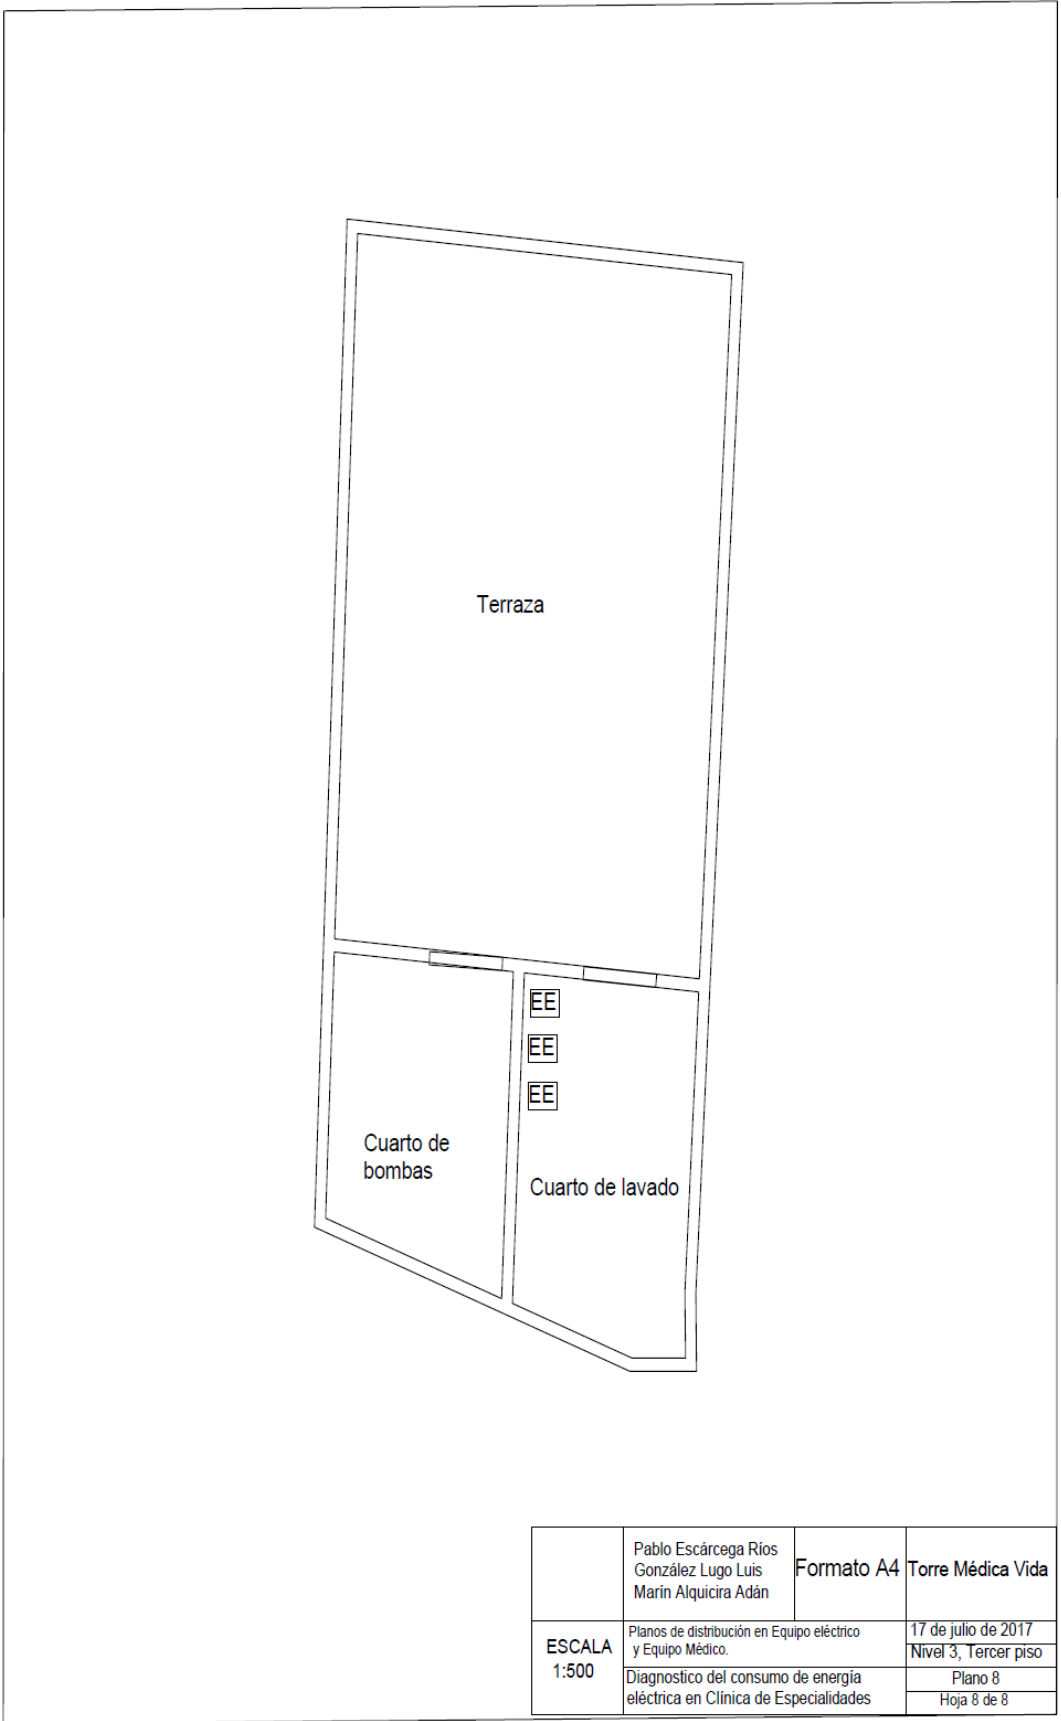 Terraza
EE
EE
EE
Cuarto de
bombas
Cuarto de lavado
Pablo Escárcega Ríos
González Lugo Luis
Marín Alquicira Adán
Formato A4
Torre Médica Vida
ESCALA
1:500
Planos de distribución en Equipo eléctrico
y Equipo Médico.
17 de julio de 2017
Nivel 3, Tercer piso
Diagnostico del consumo de energía
eléctrica en Clínica de Especialidades
Plano 8
Hoja 8 de 8